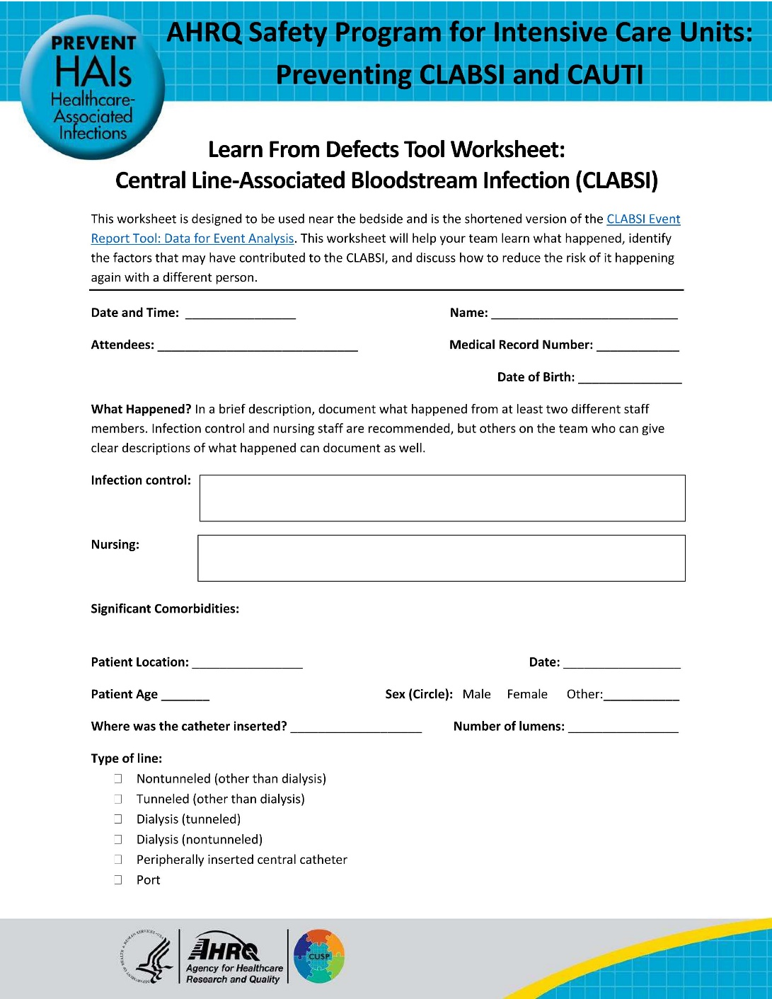 PREVENT
HAIs
Healthcare-
Associated
Infections
AHRQ Safety Program for Intensive Care Units:
Preventing CLABSI and CAUTI
Learn From Defects Tool Worksheet:
Central Line-Associated Bloodstream Infection (CLABSI)
This worksheet is designed to be used near the bedside and is the shortened version of the CLABSI Event
Report Tool: Data for Event Analysis. This worksheet will help your team learn what happened, identify
the factors that may have contributed to the CLABSI, and discuss how to reduce the risk of it happening
again with a different person.
Date and Time: ________________ Name: ___________________________
Attendees: _____________________________ Medical Record Number: ____________
Date of Birth: _______________
What Happened? In a brief description, document what happened from at least two different staff
members. Infection control and nursing staff are recommended, but others on the team who can give
clear descriptions of what happened can document as well.
Infection control:
Nursing:
Significant Comorbidities:
Patient Location: ________________ Date: _________________
Patient Age _______ Sex (Circle): Male Female Other:___________
Where was the catheter inserted? ___________________ Number of lumens: ________________
Type of line:
☐ Nontunneled (other than dialysis)
☐ Tunneled (other than dialysis)
☐ Dialysis (tunneled)
☐ Dialysis (nontunneled)
☐ Peripherally inserted central catheter
☐ Port
DEPARTMENT OF HEALTH & HUMAN SERVICES • USA
AHRQ
Agency for Healthcare
Research and Quality
CUSP